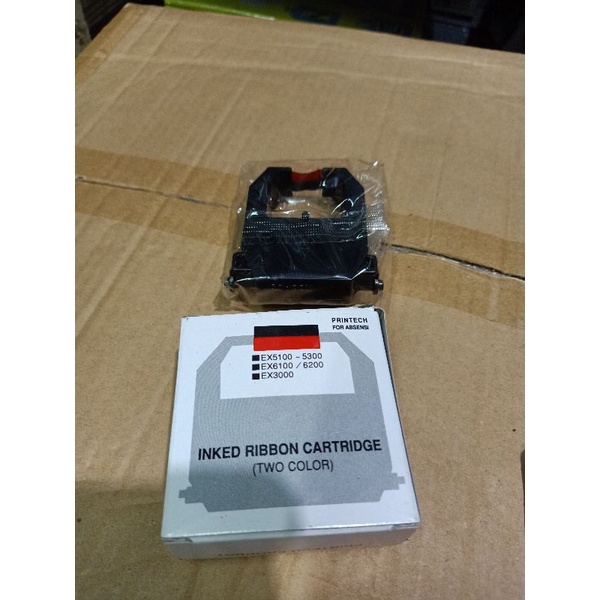 PRINTECH
FOR ABSENSI
■EX5100 ~ 5300
■EX6100 / 6200
■EX3000
INKED RIBBON CARTRIDGE
(TWO COLOR)